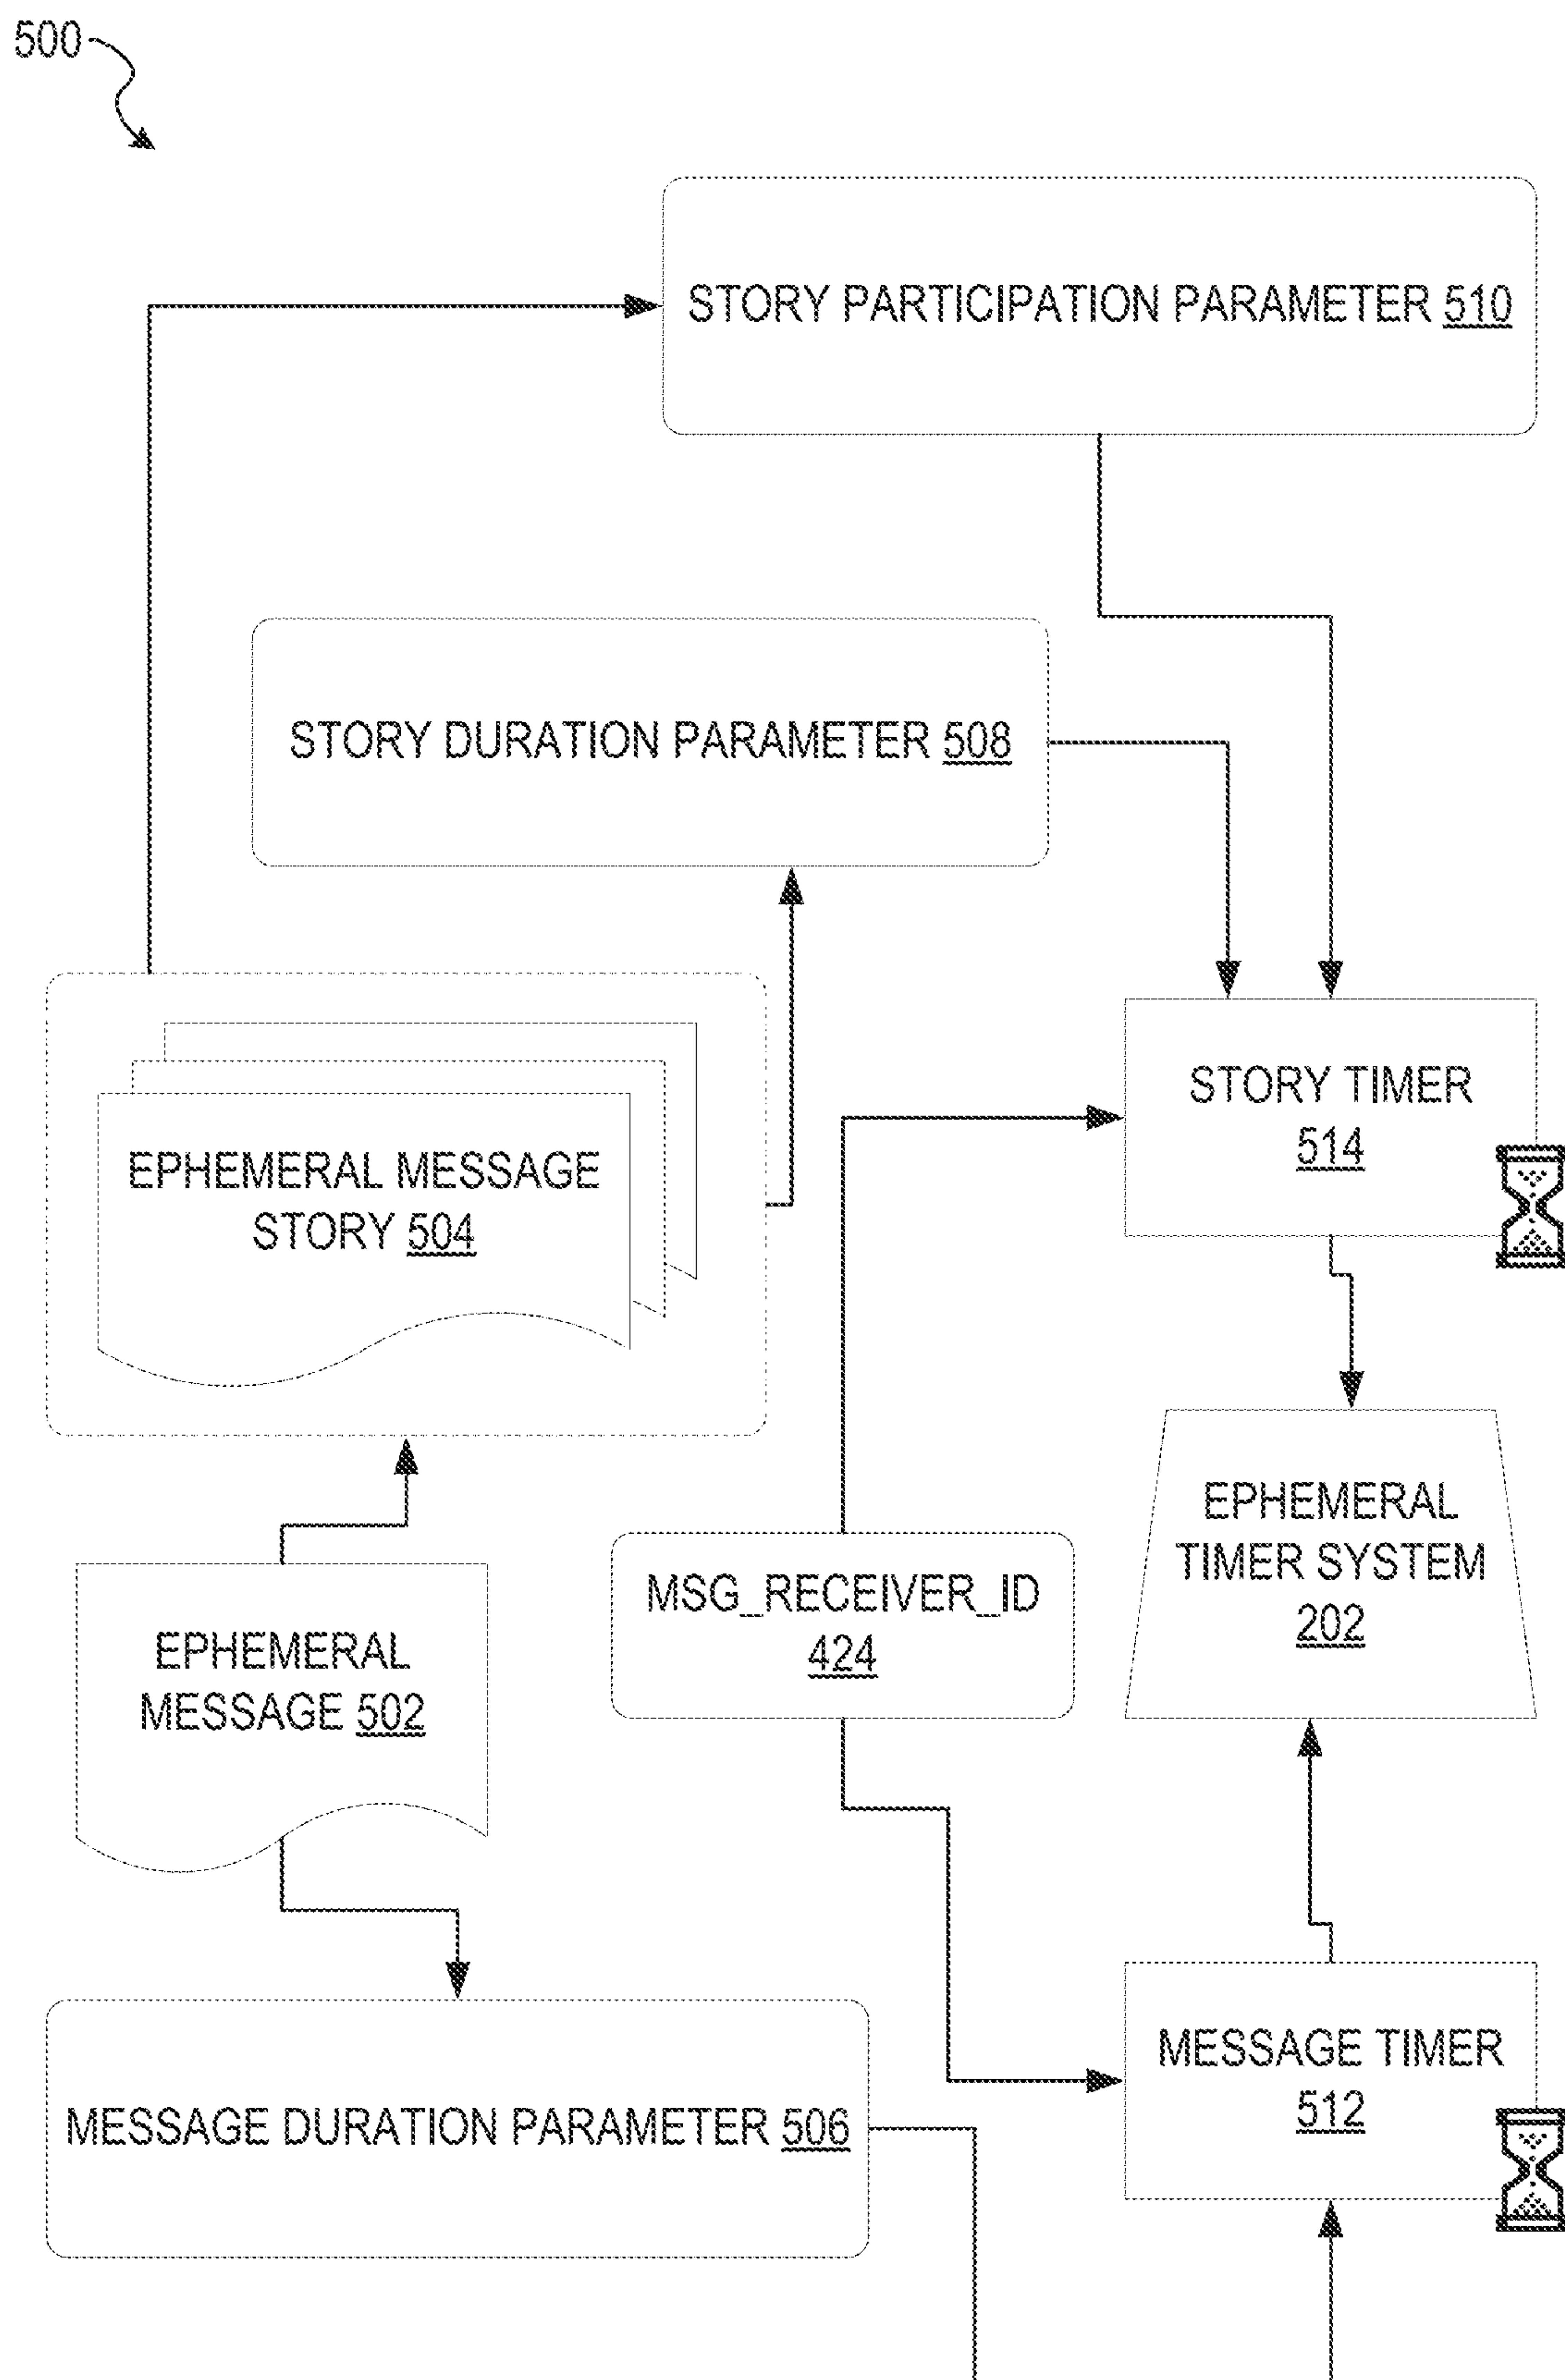 500
STORY PARTICIPATION PARAMETER 510
STORY DURATION PARAMETER 508
STORY TIMER
514
EPHEMERAL MESSAGE
STORY 504
EPHEMERAL
TIMER SYSTEM
202
MSG_RECEIVER_ID
424
EPHEMERAL
MESSAGE 502
MESSAGE TIMER
512
MESSAGE DURATION PARAMETER 506